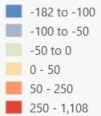 -182 to -100
-100 to -50
-50 to 0
0 - 50
50 - 250
250 - 1,108